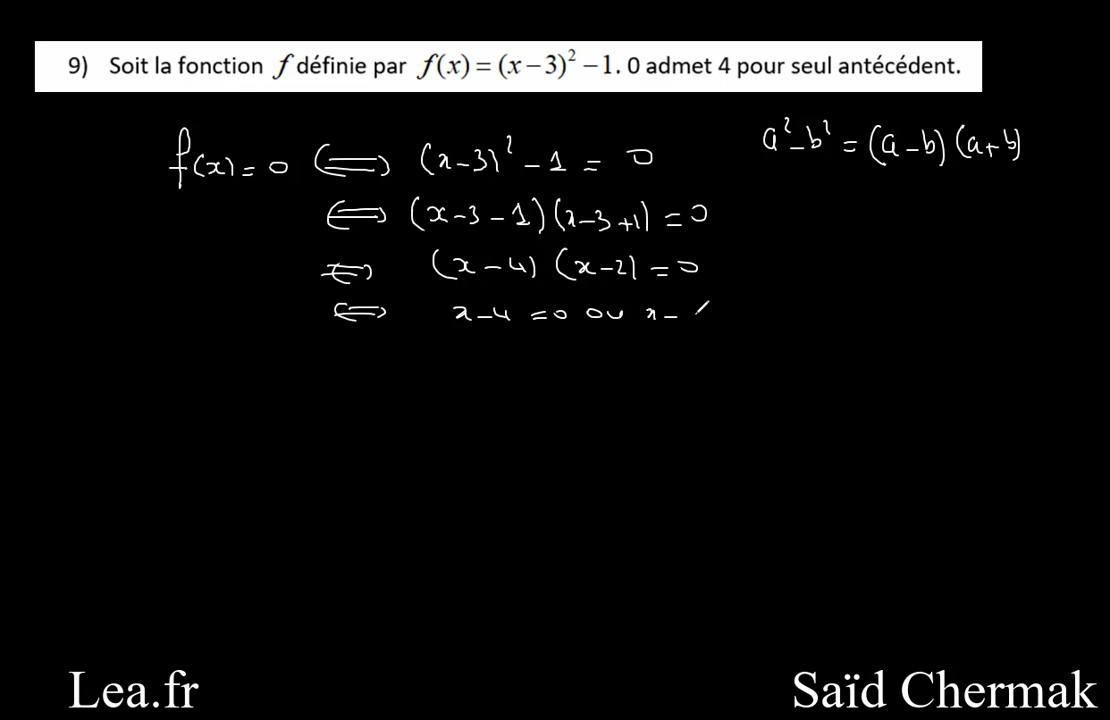 9) Soit la fonction f définie par f(x) = (x − 3)² − 1. 0 admet 4 pour seul antécédent.
f(x) = 0 ⟺ (x − 3)² − 1 = 0
a² − b² = (a − b)(a + b)
⟺ (x − 3 − 1)(x − 3 + 1) = 0
⟺ (x − 4)(x − 2) = 0
⟺ x − 4 = 0 ou x −
Lea.fr
Saïd Chermak